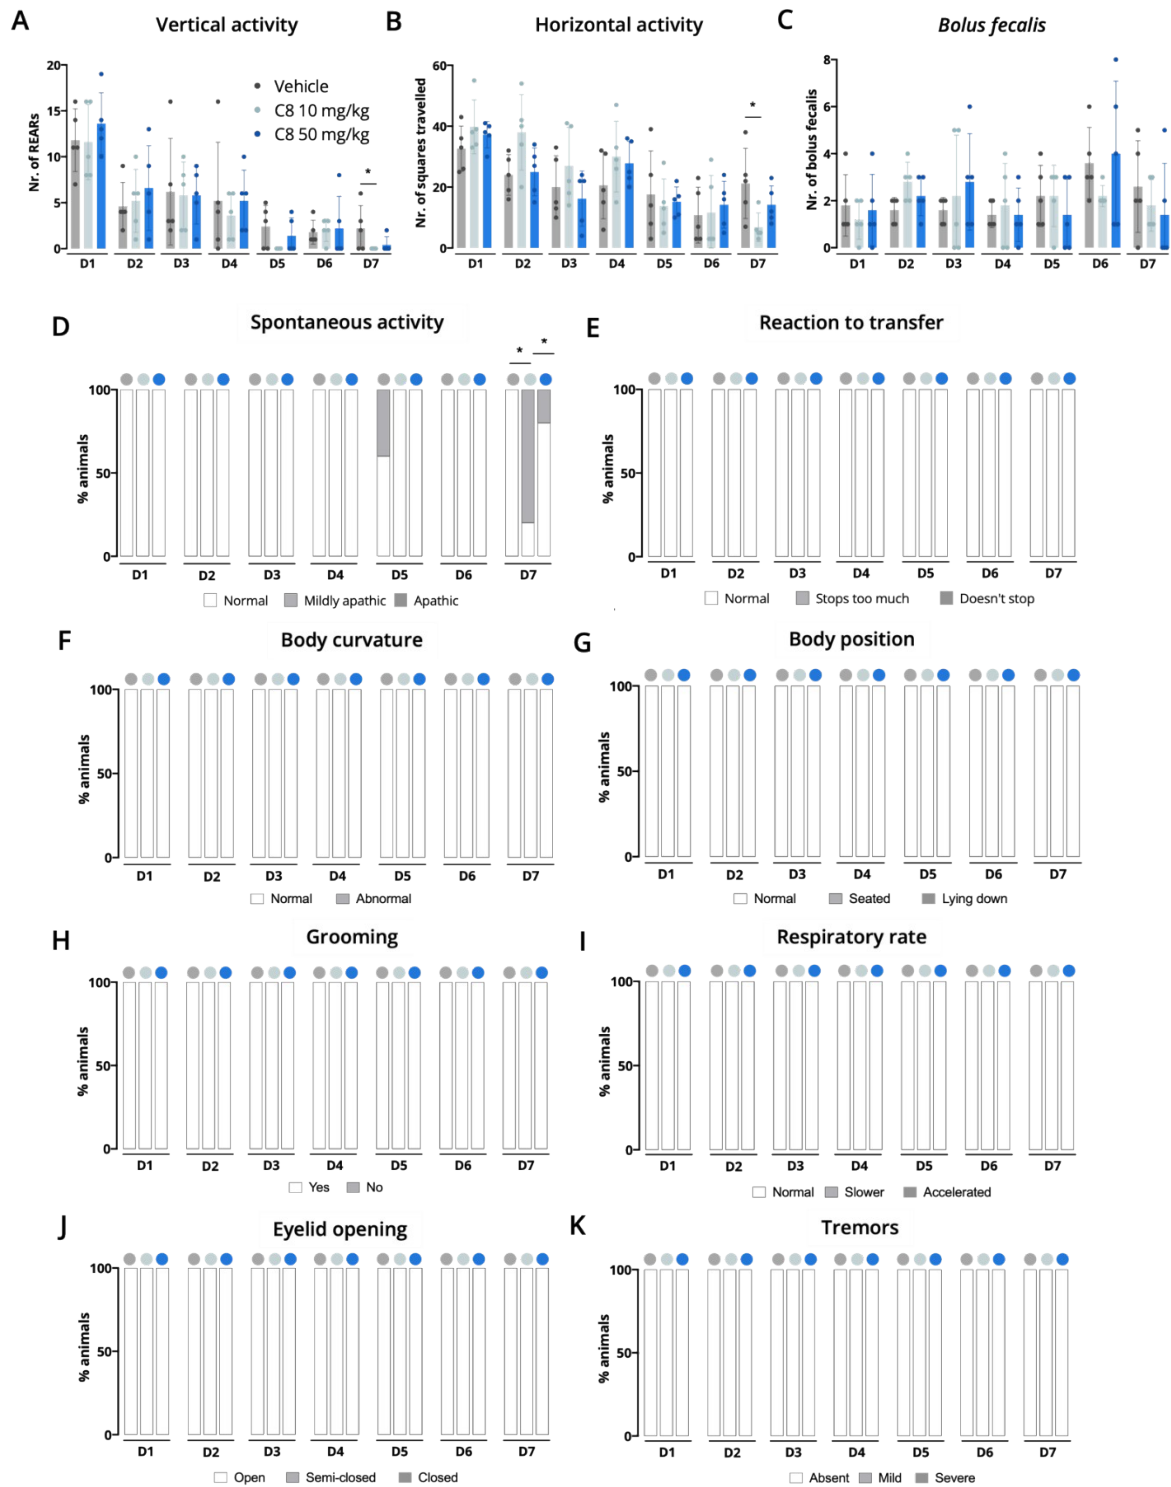 A
Vertical activity
Nr. of REARs
20
15
10
5
0
Vehicle
C8 10 mg/kg
C8 50 mg/kg
*
D1 D2 D3 D4 D5 D6 D7
B
Horizontal activity
Nr. of squares travelled
60
40
20
0
*
D1 D2 D3 D4 D5 D6 D7
C
Bolus fecalis
Nr. of bolus fecalis
8
6
4
2
0
D1 D2 D3 D4 D5 D6 D7
D
Spontaneous activity
* *
% animals
100
50
0
D1 D2 D3 D4 D5 D6 D7
Normal Mildly apathic Apathic
E
Reaction to transfer
% animals
100
50
0
D1 D2 D3 D4 D5 D6 D7
Normal Stops too much Doesn't stop
F
Body curvature
% animals
100
50
0
D1 D2 D3 D4 D5 D6 D7
Normal Abnormal
G
Body position
% animals
100
50
0
D1 D2 D3 D4 D5 D6 D7
Normal Seated Lying down
H
Grooming
% animals
100
50
0
D1 D2 D3 D4 D5 D6 D7
Yes No
I
Respiratory rate
% animals
100
50
0
D1 D2 D3 D4 D5 D6 D7
Normal Slower Accelerated
J
Eyelid opening
% animals
100
50
0
D1 D2 D3 D4 D5 D6 D7
Open Semi-closed Closed
K
Tremors
% animals
100
50
0
D1 D2 D3 D4 D5 D6 D7
Absent Mild Severe